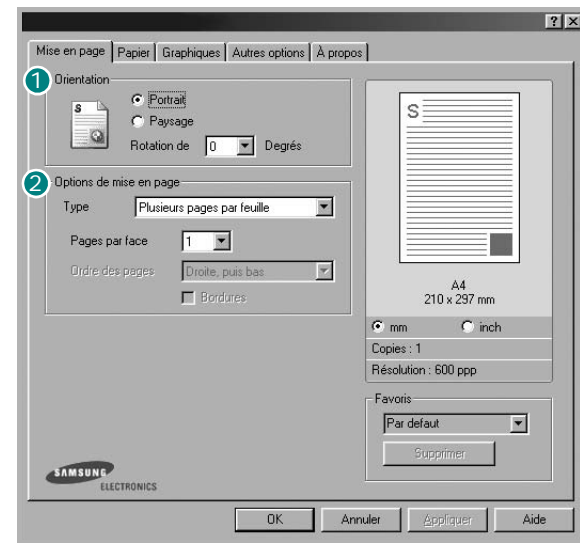 ? ×
Mise en page Papier Graphiques Autres options À propos
1 Orientation
S
Portrait
Paysage
Rotation de 0 Degrés
2 Options de mise en page
Type Plusieurs pages par feuille
Pages par face 1
Ordre des pages Droite, puis bas
Bordures
S
A4
210 x 297 mm
mm inch
Copies : 1
Résolution : 600 ppp
Favoris
Par defaut
Supprimer
SAMSUNG
ELECTRONICS
OK Annuler Appliquer Aide